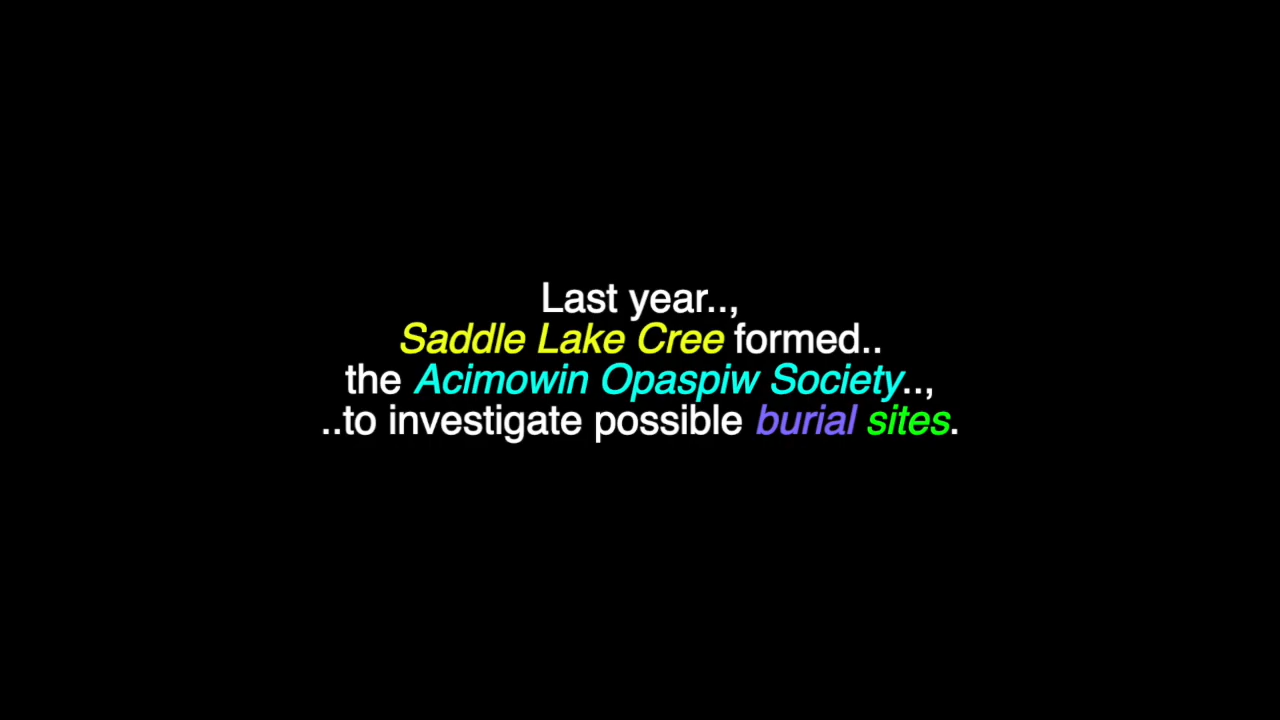 Last year..,
Saddle Lake Cree formed..
the Acimowin Opaspiw Society..,
..to investigate possible burial sites.